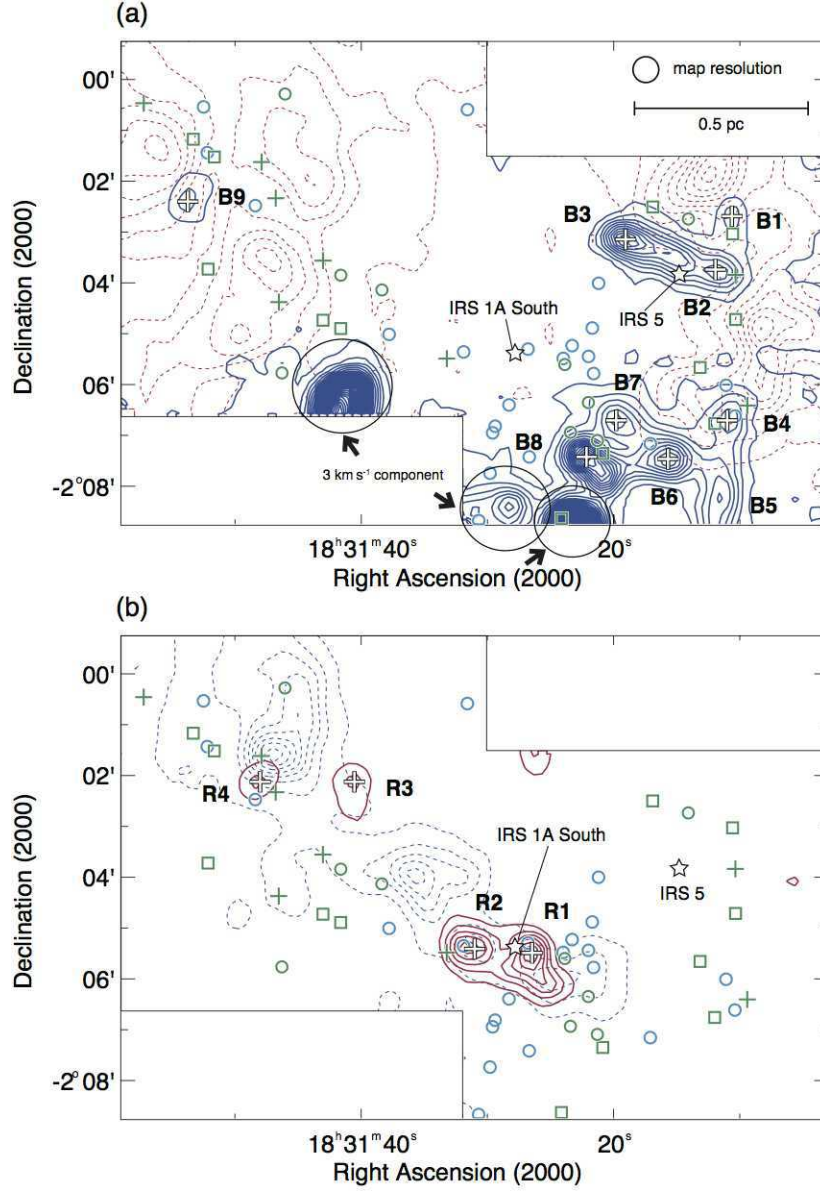 (a)
00'
02'
04'
06'
-2°08'
Declination (2000)
map resolution
0.5 pc
B9
B3
B1
IRS 1A South
IRS 5
B2
B7
B4
B8
3 km s⁻¹ component
B6
B5
18ʰ31ᵐ40ˢ
20ˢ
Right Ascension (2000)
(b)
00'
02'
04'
06'
-2°08'
Declination (2000)
R4
R3
IRS 1A South
IRS 5
R2
R1
18ʰ31ᵐ40ˢ
20ˢ
Right Ascension (2000)